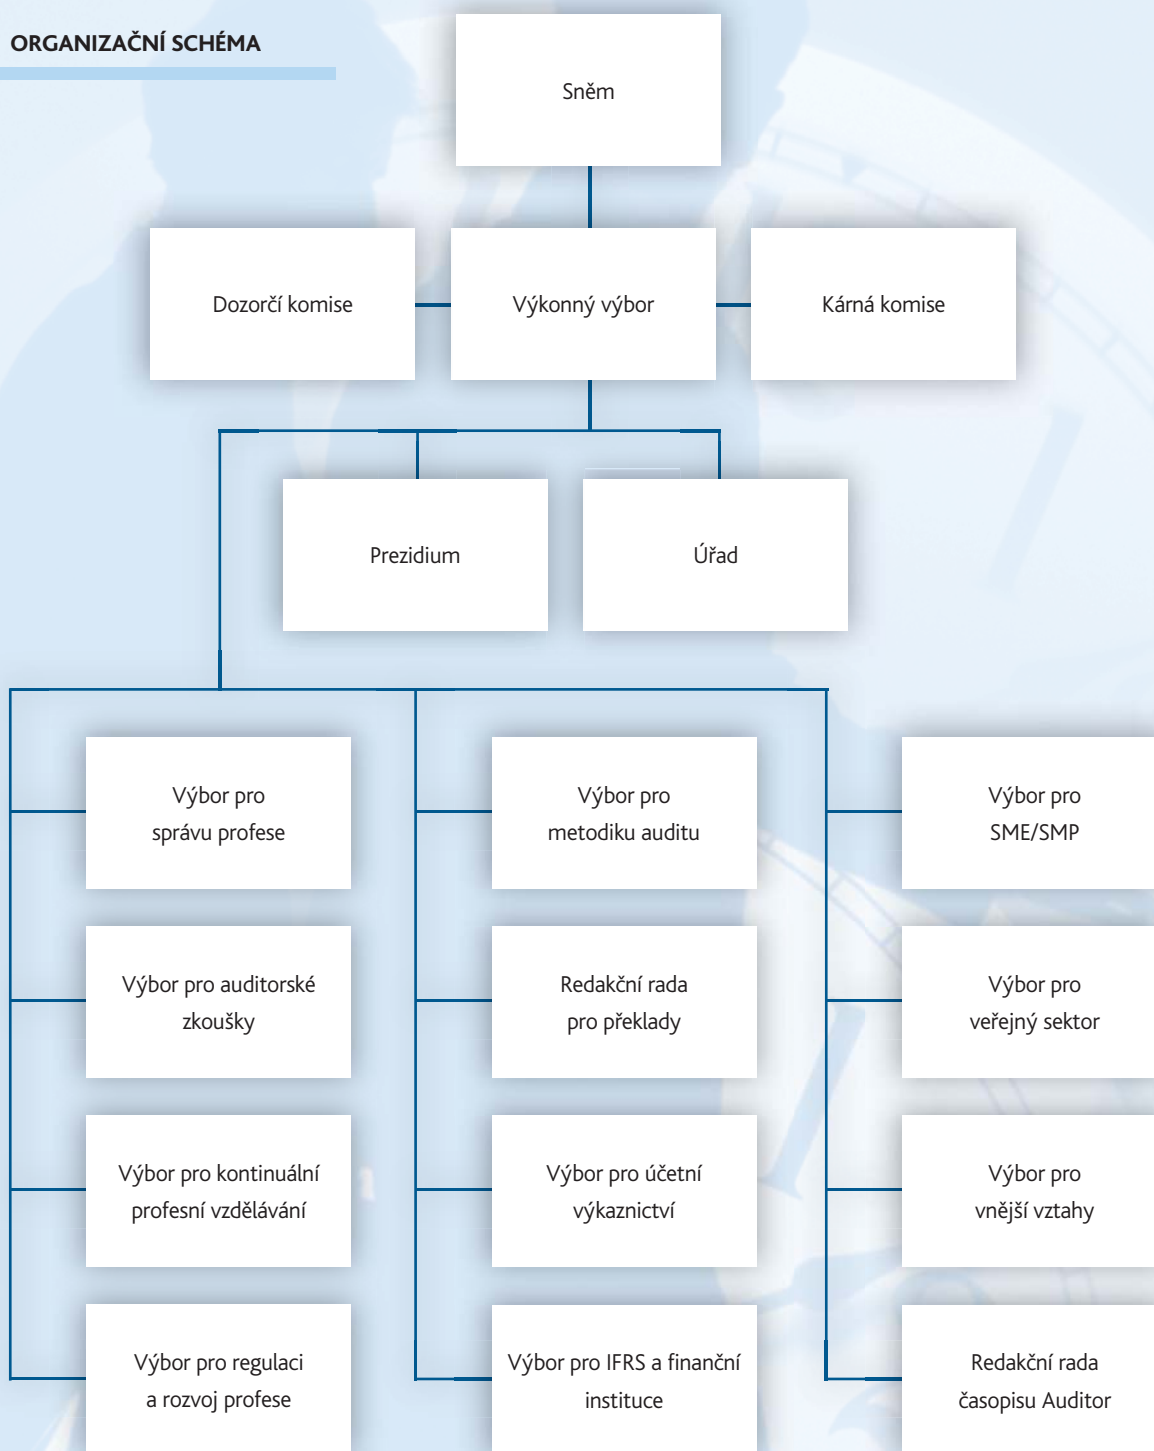 ORGANIZAČNÍ SCHÉMA
Sněm
Dozorčí komise
Výkonný výbor
Kárná komise
Prezidium
Úřad
Výbor pro
správu profese
Výbor pro
metodiku auditu
Výbor pro
SME/SMP
Výbor pro auditorské
zkoušky
Redakční rada
pro překlady
Výbor pro
veřejný sektor
Výbor pro kontinuální
profesní vzdělávání
Výbor pro účetní
výkaznictví
Výbor pro
vnější vztahy
Výbor pro regulaci
a rozvoj profese
Výbor pro IFRS a finanční
instituce
Redakční rada
časopisu Auditor